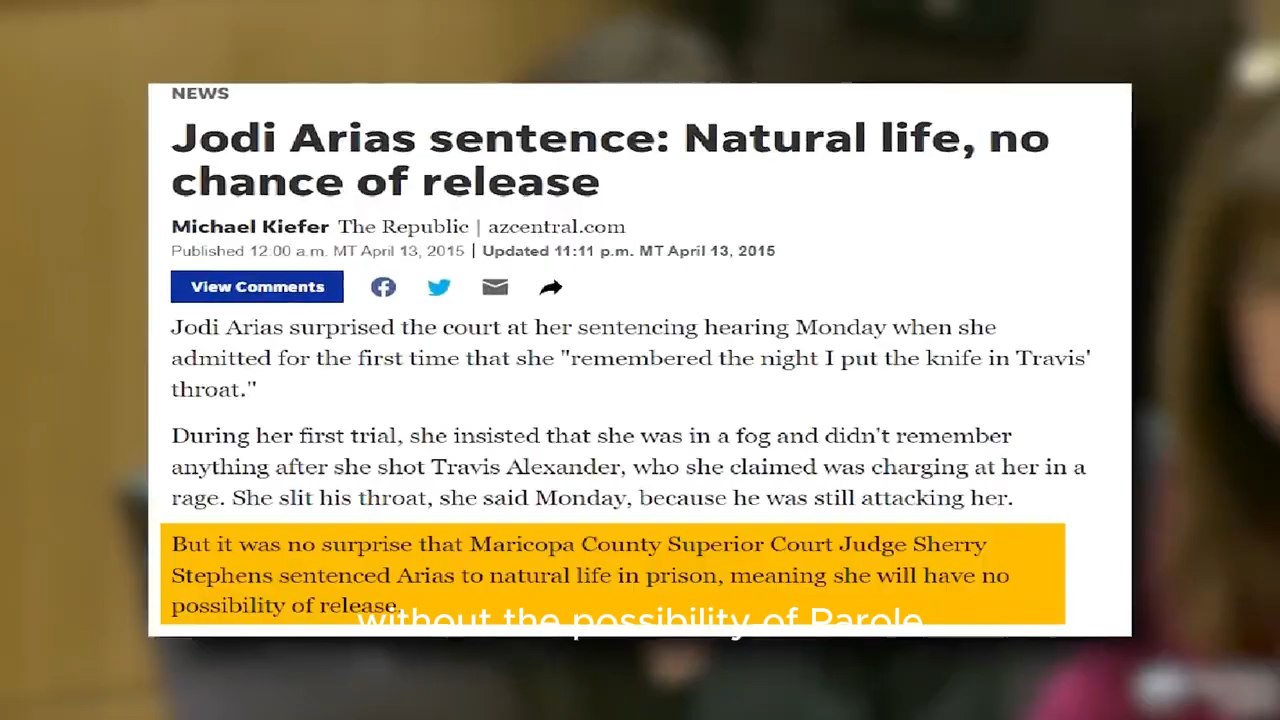 NEWS
Jodi Arias sentence: Natural life, no
chance of release
Michael Kiefer The Republic | azcentral.com
Published 12:00 a.m. MT April 13, 2015 | Updated 11:11 p.m. MT April 13, 2015
View Comments
Jodi Arias surprised the court at her sentencing hearing Monday when she
admitted for the first time that she "remembered the night I put the knife in Travis'
throat."
During her first trial, she insisted that she was in a fog and didn't remember
anything after she shot Travis Alexander, who she claimed was charging at her in a
rage. She slit his throat, she said Monday, because he was still attacking her.
But it was no surprise that Maricopa County Superior Court Judge Sherry
Stephens sentenced Arias to natural life in prison, meaning she will have no
possibility of release.
without the possibility of Parole